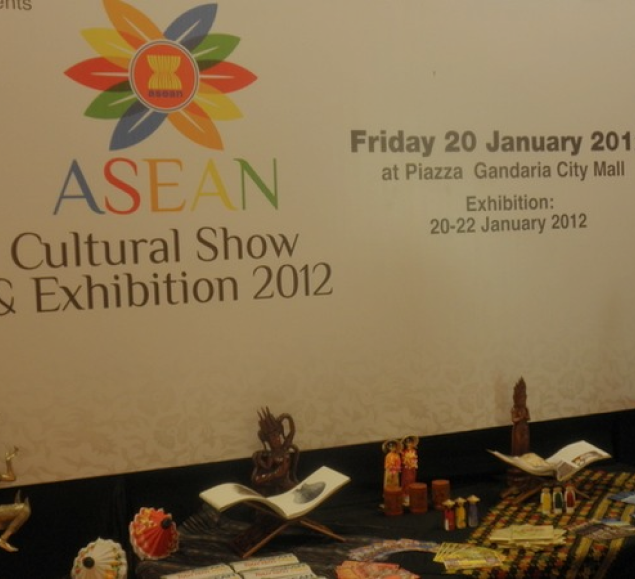 ents
asean
ASEAN
Cultural Show
& Exhibition 2012
Friday 20 January 201
at Piazza Gandaria City Mall
Exhibition:
20-22 January 2012